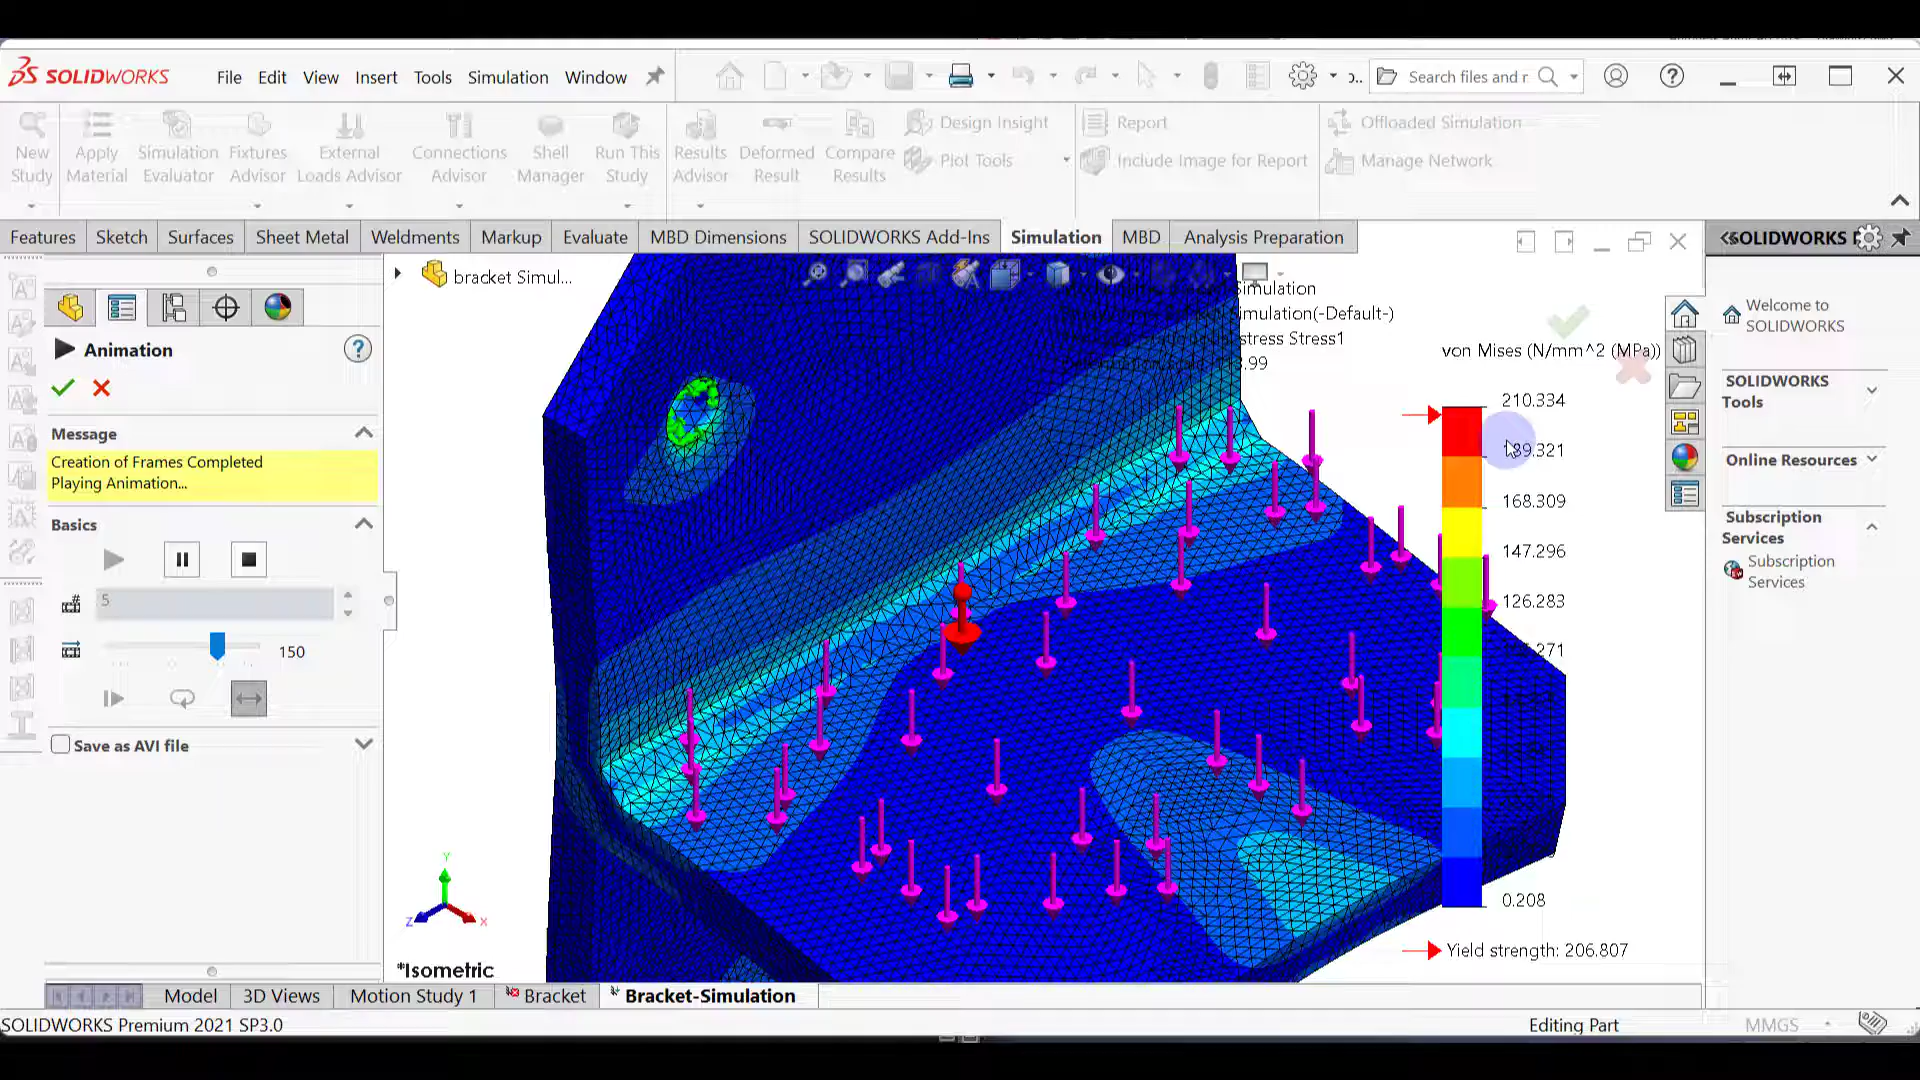 SOLIDWORKS
File Edit View Insert Tools Simulation Window
Search files and r
New Study
Apply Material
Simulation Evaluator
Fixtures Advisor
External Loads Advisor
Connections Advisor
Shell Manager
Run This Study
Results Advisor
Deformed Result
Compare Results
Design Insight
Plot Tools
Report
Include Image for Report
Offloaded Simulation
Manage Network
Features Sketch Surfaces Sheet Metal Weldments Markup Evaluate MBD Dimensions SOLIDWORKS Add-Ins Simulation MBD Analysis Preparation
SOLIDWORKS
bracket Simul...
Animation
Message
Creation of Frames Completed
Playing Animation...
Basics
5
150
Save as AVI file
imulation
imulation(-Default-)
stress Stress1
.99
von Mises (N/mm^2 (MPa))
210.334
39.321
168.309
147.296
126.283
.271
0.208
Yield strength: 206.807
Y
Z
X
*Isometric
Welcome to
SOLIDWORKS
SOLIDWORKS
Tools
Online Resources
Subscription
Services
Subscription
Services
Model 3D Views Motion Study 1 Bracket Bracket-Simulation
SOLIDWORKS Premium 2021 SP3.0
Editing Part
MMGS